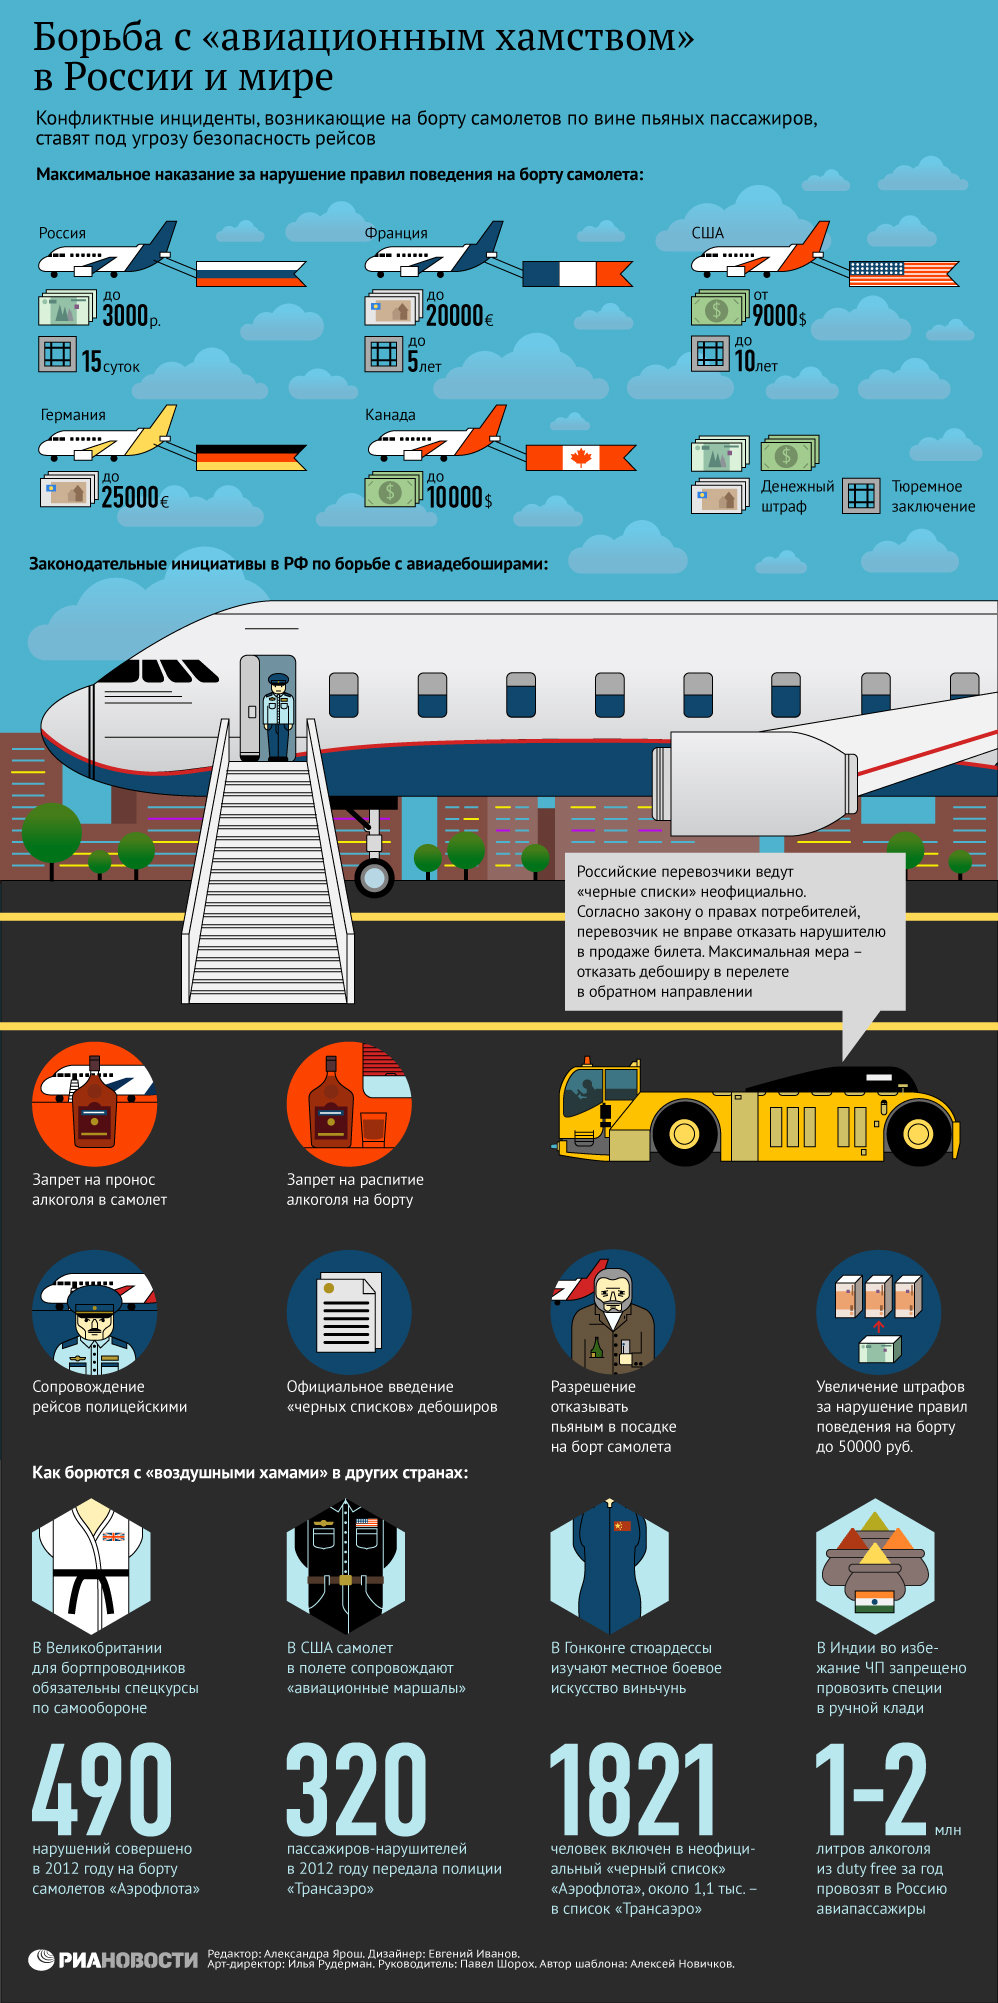 Борьба с «авиационным хамством»
в России и мире
Конфликтные инциденты, возникающие на борту самолетов по вине пьяных пассажиров,
ставят под угрозу безопасность рейсов
Максимальное наказание за нарушение правил поведения на борту самолета:
Россия
до
3000р.
15суток
Франция
до
20000€
до
5лет
США
от
9000$
до
10лет
Германия
до
25000€
Канада
до
10000$
Денежный
штраф
Тюремное
заключение
Законодательные инициативы в РФ по борьбе с авиадебоширами:
Российские перевозчики ведут
«черные списки» неофициально.
Согласно закону о правах потребителей,
перевозчик не вправе отказать нарушителю
в продаже билета. Максимальная мера –
отказать дебоширу в перелете
в обратном направлении
Запрет на пронос
алкоголя в самолет
Запрет на распитие
алкоголя на борту
Сопровождение
рейсов полицейскими
Официальное введение
«черных списков» дебоширов
Разрешение
отказывать
пьяным в посадке
на борт самолета
Увеличение штрафов
за нарушение правил
поведения на борту
до 50000 руб.
Как борются с «воздушными хамами» в других странах:
В Великобритании
для бортпроводников
обязательны спецкурсы
по самообороне
В США самолет
в полете сопровождают
«авиационные маршалы»
В Гонконге стюардессы
изучают местное боевое
искусство виньчунь
В Индии во избе-
жание ЧП запрещено
провозить специи
в ручной клади
490
нарушений совершено
в 2012 году на борту
самолетов «Аэрофлота»
320
пассажиров-нарушителей
в 2012 году передала полиции
«Трансаэро»
1821
человек включен в неофици-
альный «черный список»
«Аэрофлота», около 1,1 тыс. –
в список «Трансаэро»
1-2 млн
литров алкоголя
из duty free за год
провозят в Россию
авиапассажиры
РИАНОВОСТИ
Редактор: Александра Ярош. Дизайнер: Евгений Иванов.
Арт-директор: Илья Рудерман. Руководитель: Павел Шорох. Автор шаблона: Алексей Новичков.